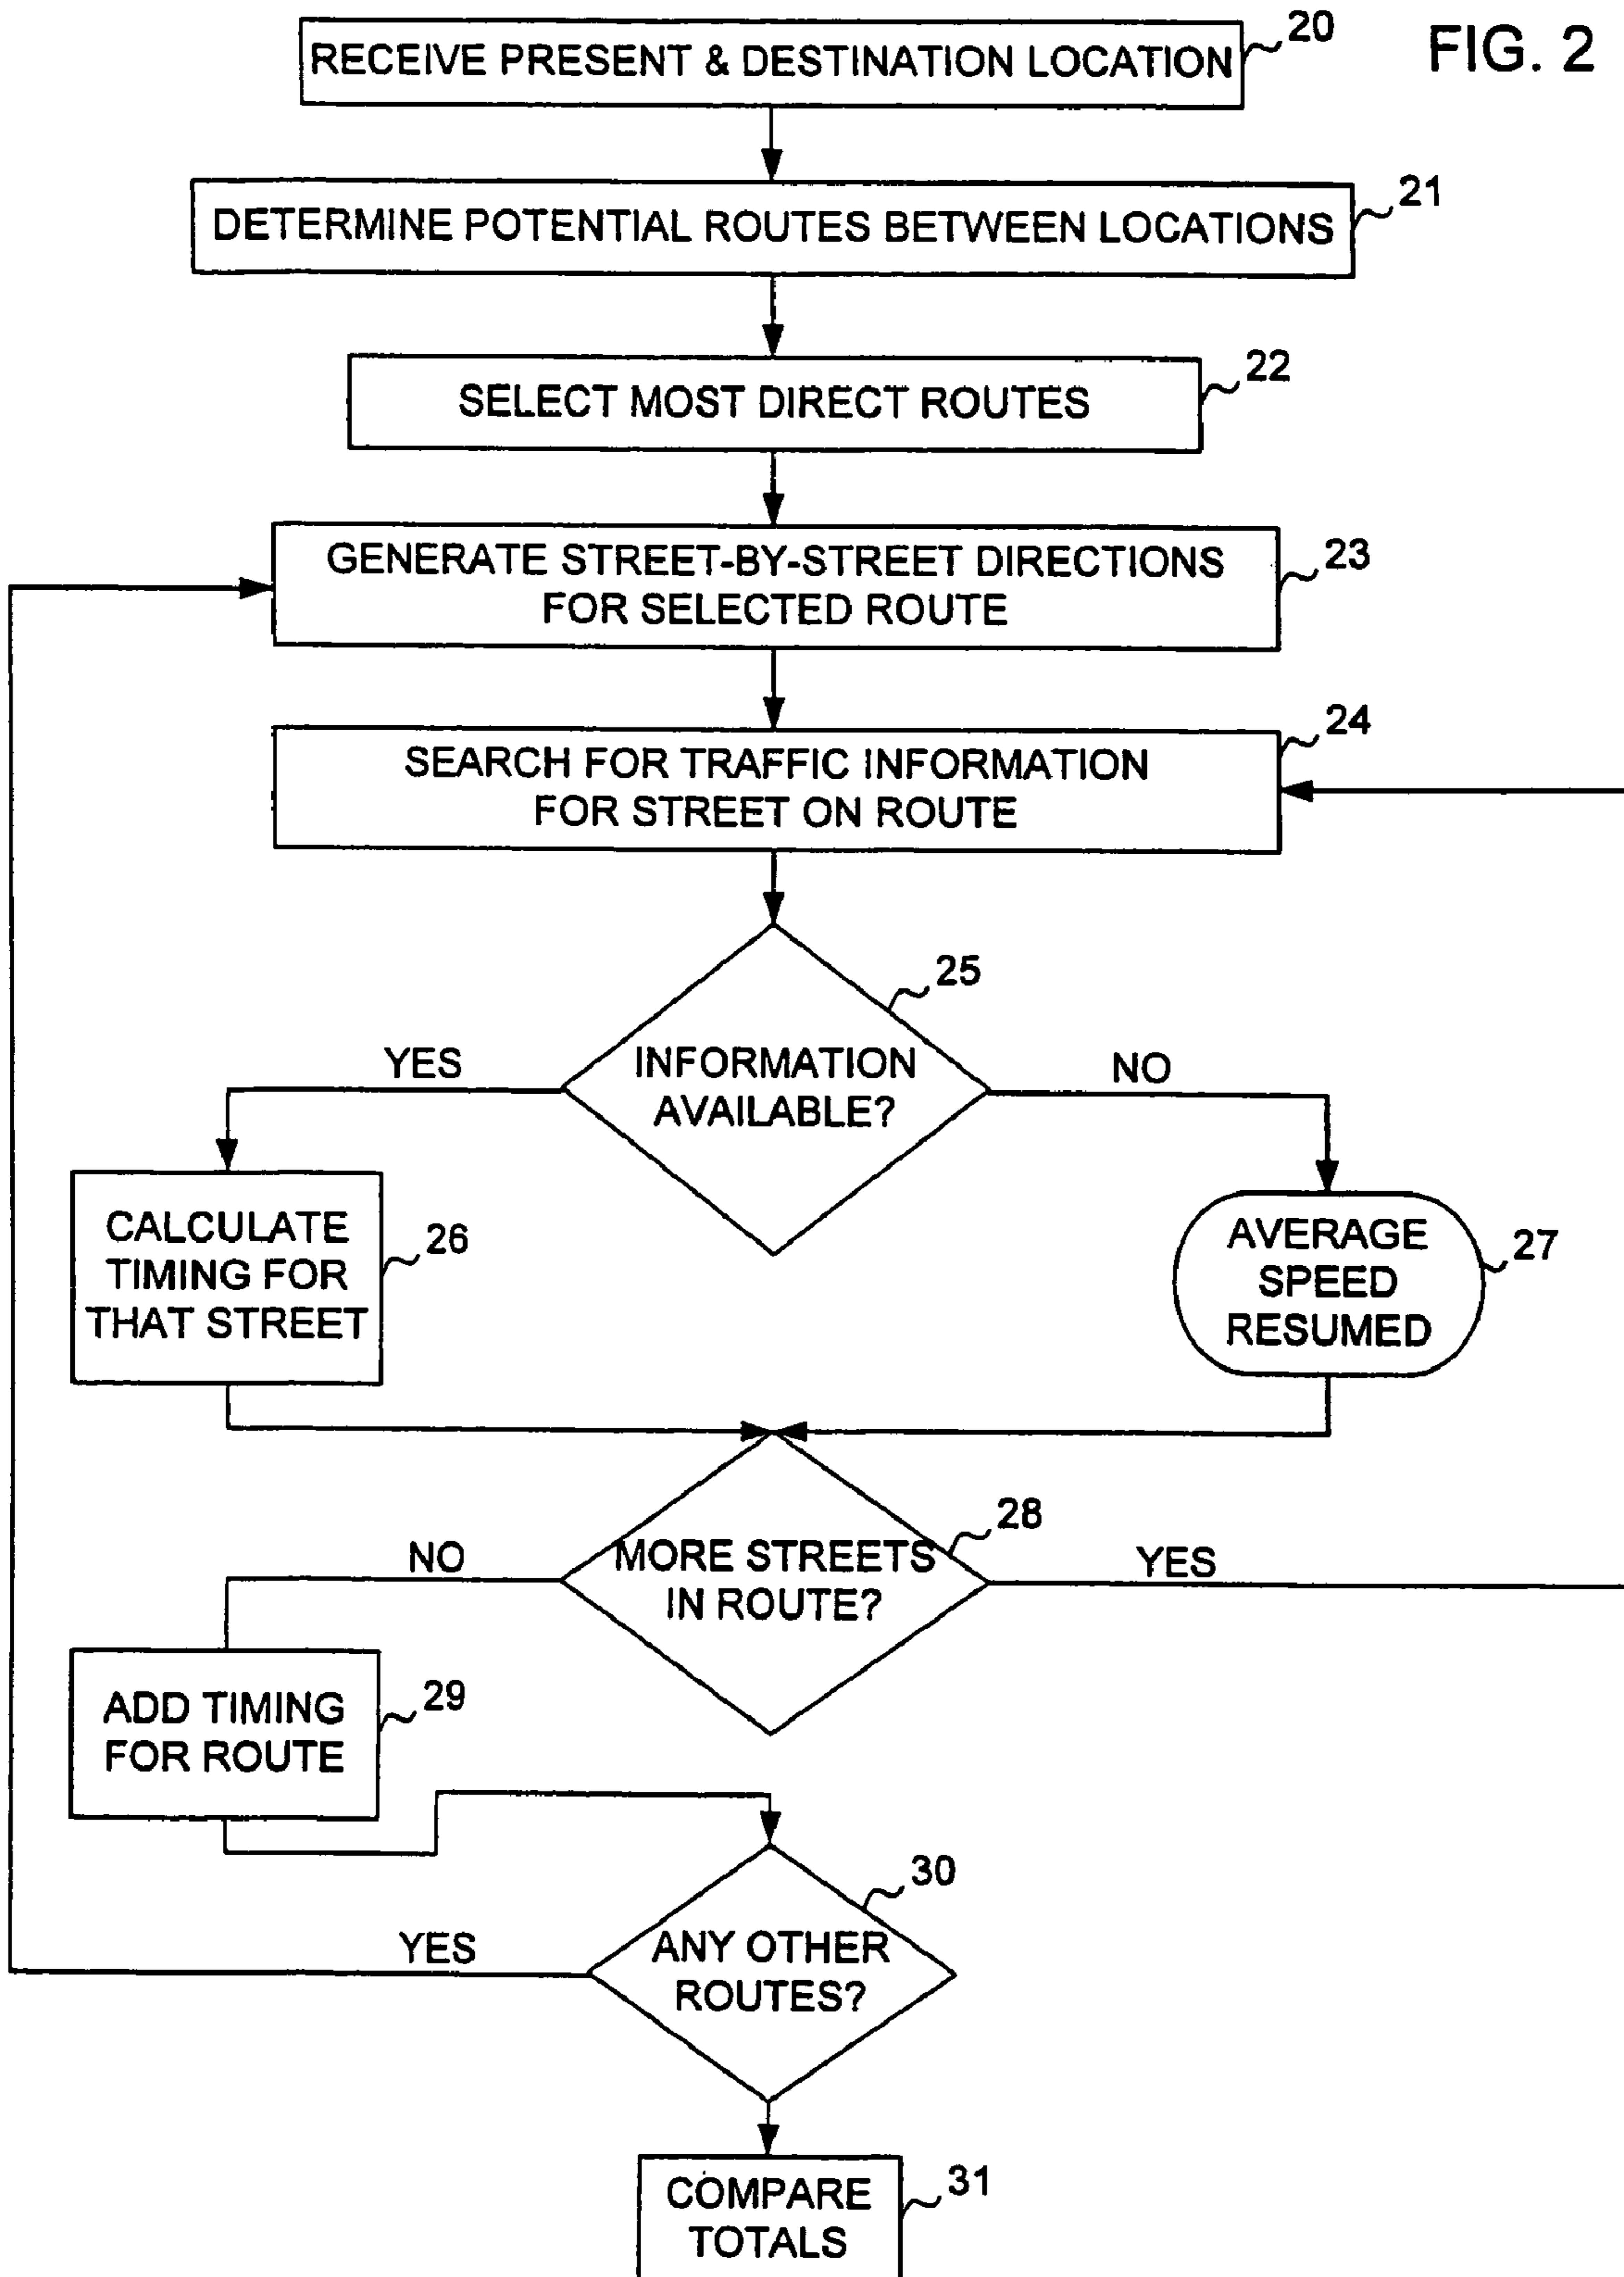 FIG. 2
RECEIVE PRESENT & DESTINATION LOCATION
20
DETERMINE POTENTIAL ROUTES BETWEEN LOCATIONS
21
SELECT MOST DIRECT ROUTES
22
GENERATE STREET-BY-STREET DIRECTIONS
FOR SELECTED ROUTE
23
SEARCH FOR TRAFFIC INFORMATION
FOR STREET ON ROUTE
24
INFORMATION
AVAILABLE?
25
YES
NO
CALCULATE
TIMING FOR
THAT STREET
26
AVERAGE
SPEED
RESUMED
27
MORE STREETS
IN ROUTE?
28
NO
YES
ADD TIMING
FOR ROUTE
29
ANY OTHER
ROUTES?
30
YES
COMPARE
TOTALS
31